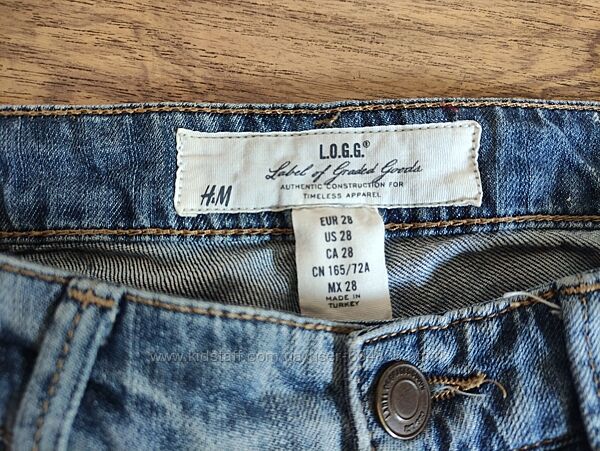 L.O.G.G.®
Label of Graded Goods
H&M
AUTHENTIC CONSTRUCTION FOR
TIMELESS APPAREL
EUR 28
US 28
CA 28
CN 165/72A
MX 28
MADE IN
TURKEY